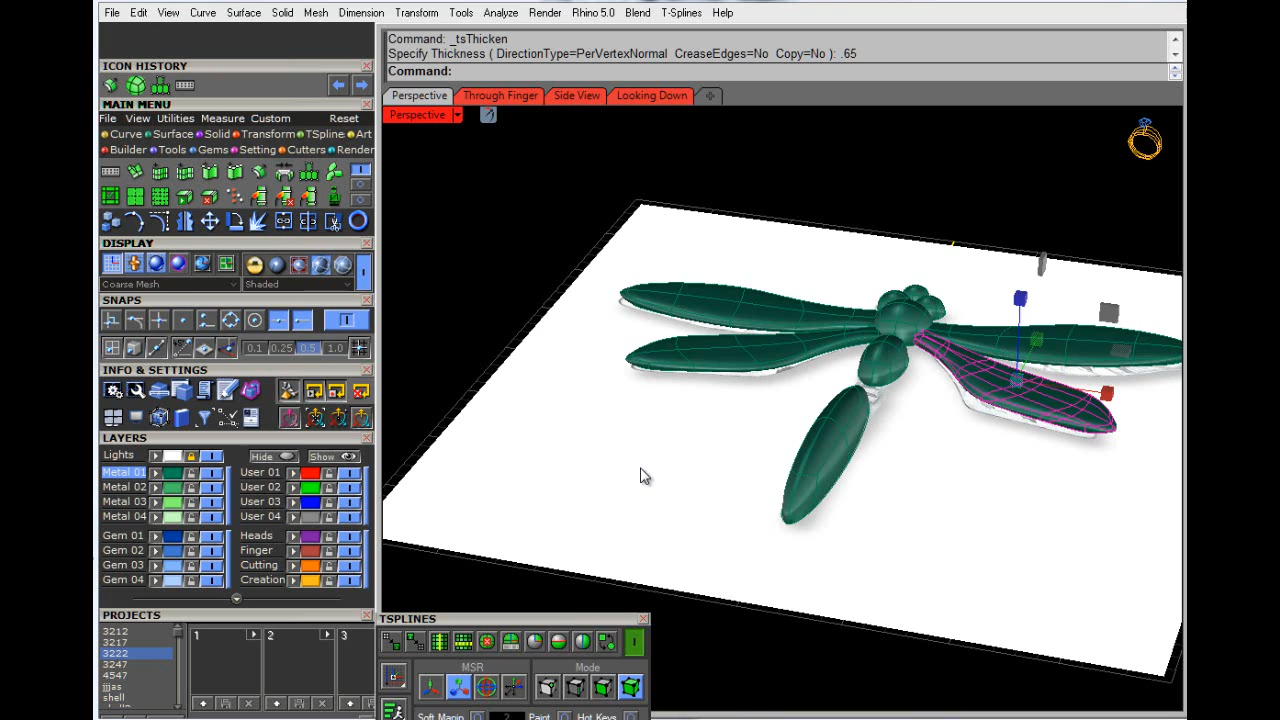 File Edit View Curve Surface Solid Mesh Dimension Transform Tools Analyze Render Rhino 5.0 Blend T-Splines Help
Command: _tsThicken
Specify Thickness ( DirectionType=PerVertexNormal CreaseEdges=No Copy=No ): .65
Command:
Perspective Through Finger Side View Looking Down
Perspective
ICON HISTORY
MAIN MENU
File View Utilities Measure Custom Reset
Curve Surface Solid Transform TSpline Art
Builder Tools Gems Setting Cutters Render
DISPLAY
Coarse Mesh Shaded
SNAPS
0.1 0.25 0.5 1.0
INFO & SETTINGS
LAYERS
Lights Hide Show
Metal 01 User 01
Metal 02 User 02
Metal 03 User 03
Metal 04 User 04
Gem 01 Heads
Gem 02 Finger
Gem 03 Cutting
Gem 04 Creation
PROJECTS
3212
3217
3222
3247
4547
jjjas
shell
1 2 3
TSPLINES
MSR Mode
Soft Manip 2 Paint Hot Keys